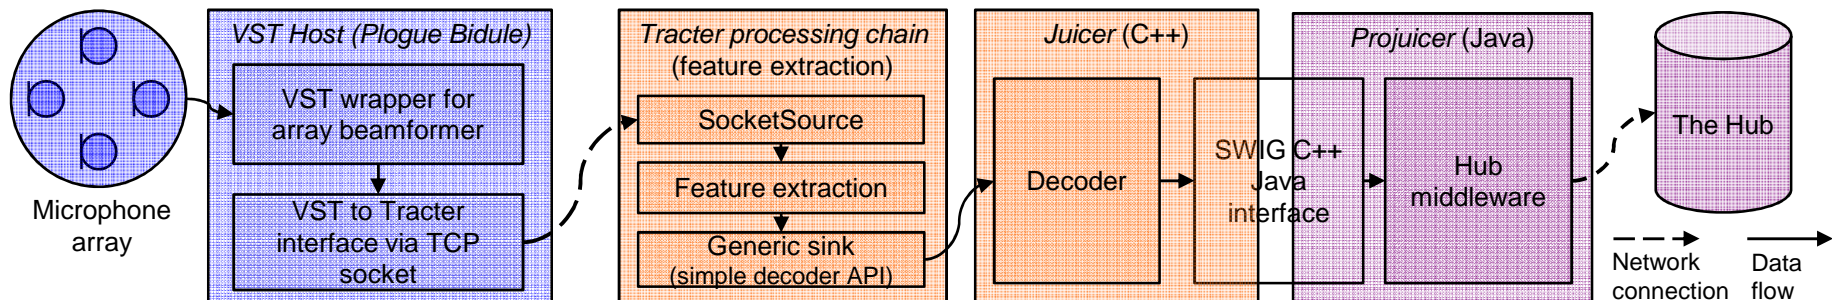 Microphone
array
VST Host (Plogue Bidule)
VST wrapper for
array beamformer
VST to Tracter
interface via TCP
socket
Tracter processing chain
(feature extraction)
SocketSource
Feature extraction
Generic sink
(simple decoder API)
Juicer (C++)
Decoder
SWIG C++
Java
interface
Projuicer (Java)
Hub
middleware
The Hub
Network
connection
Data
flow